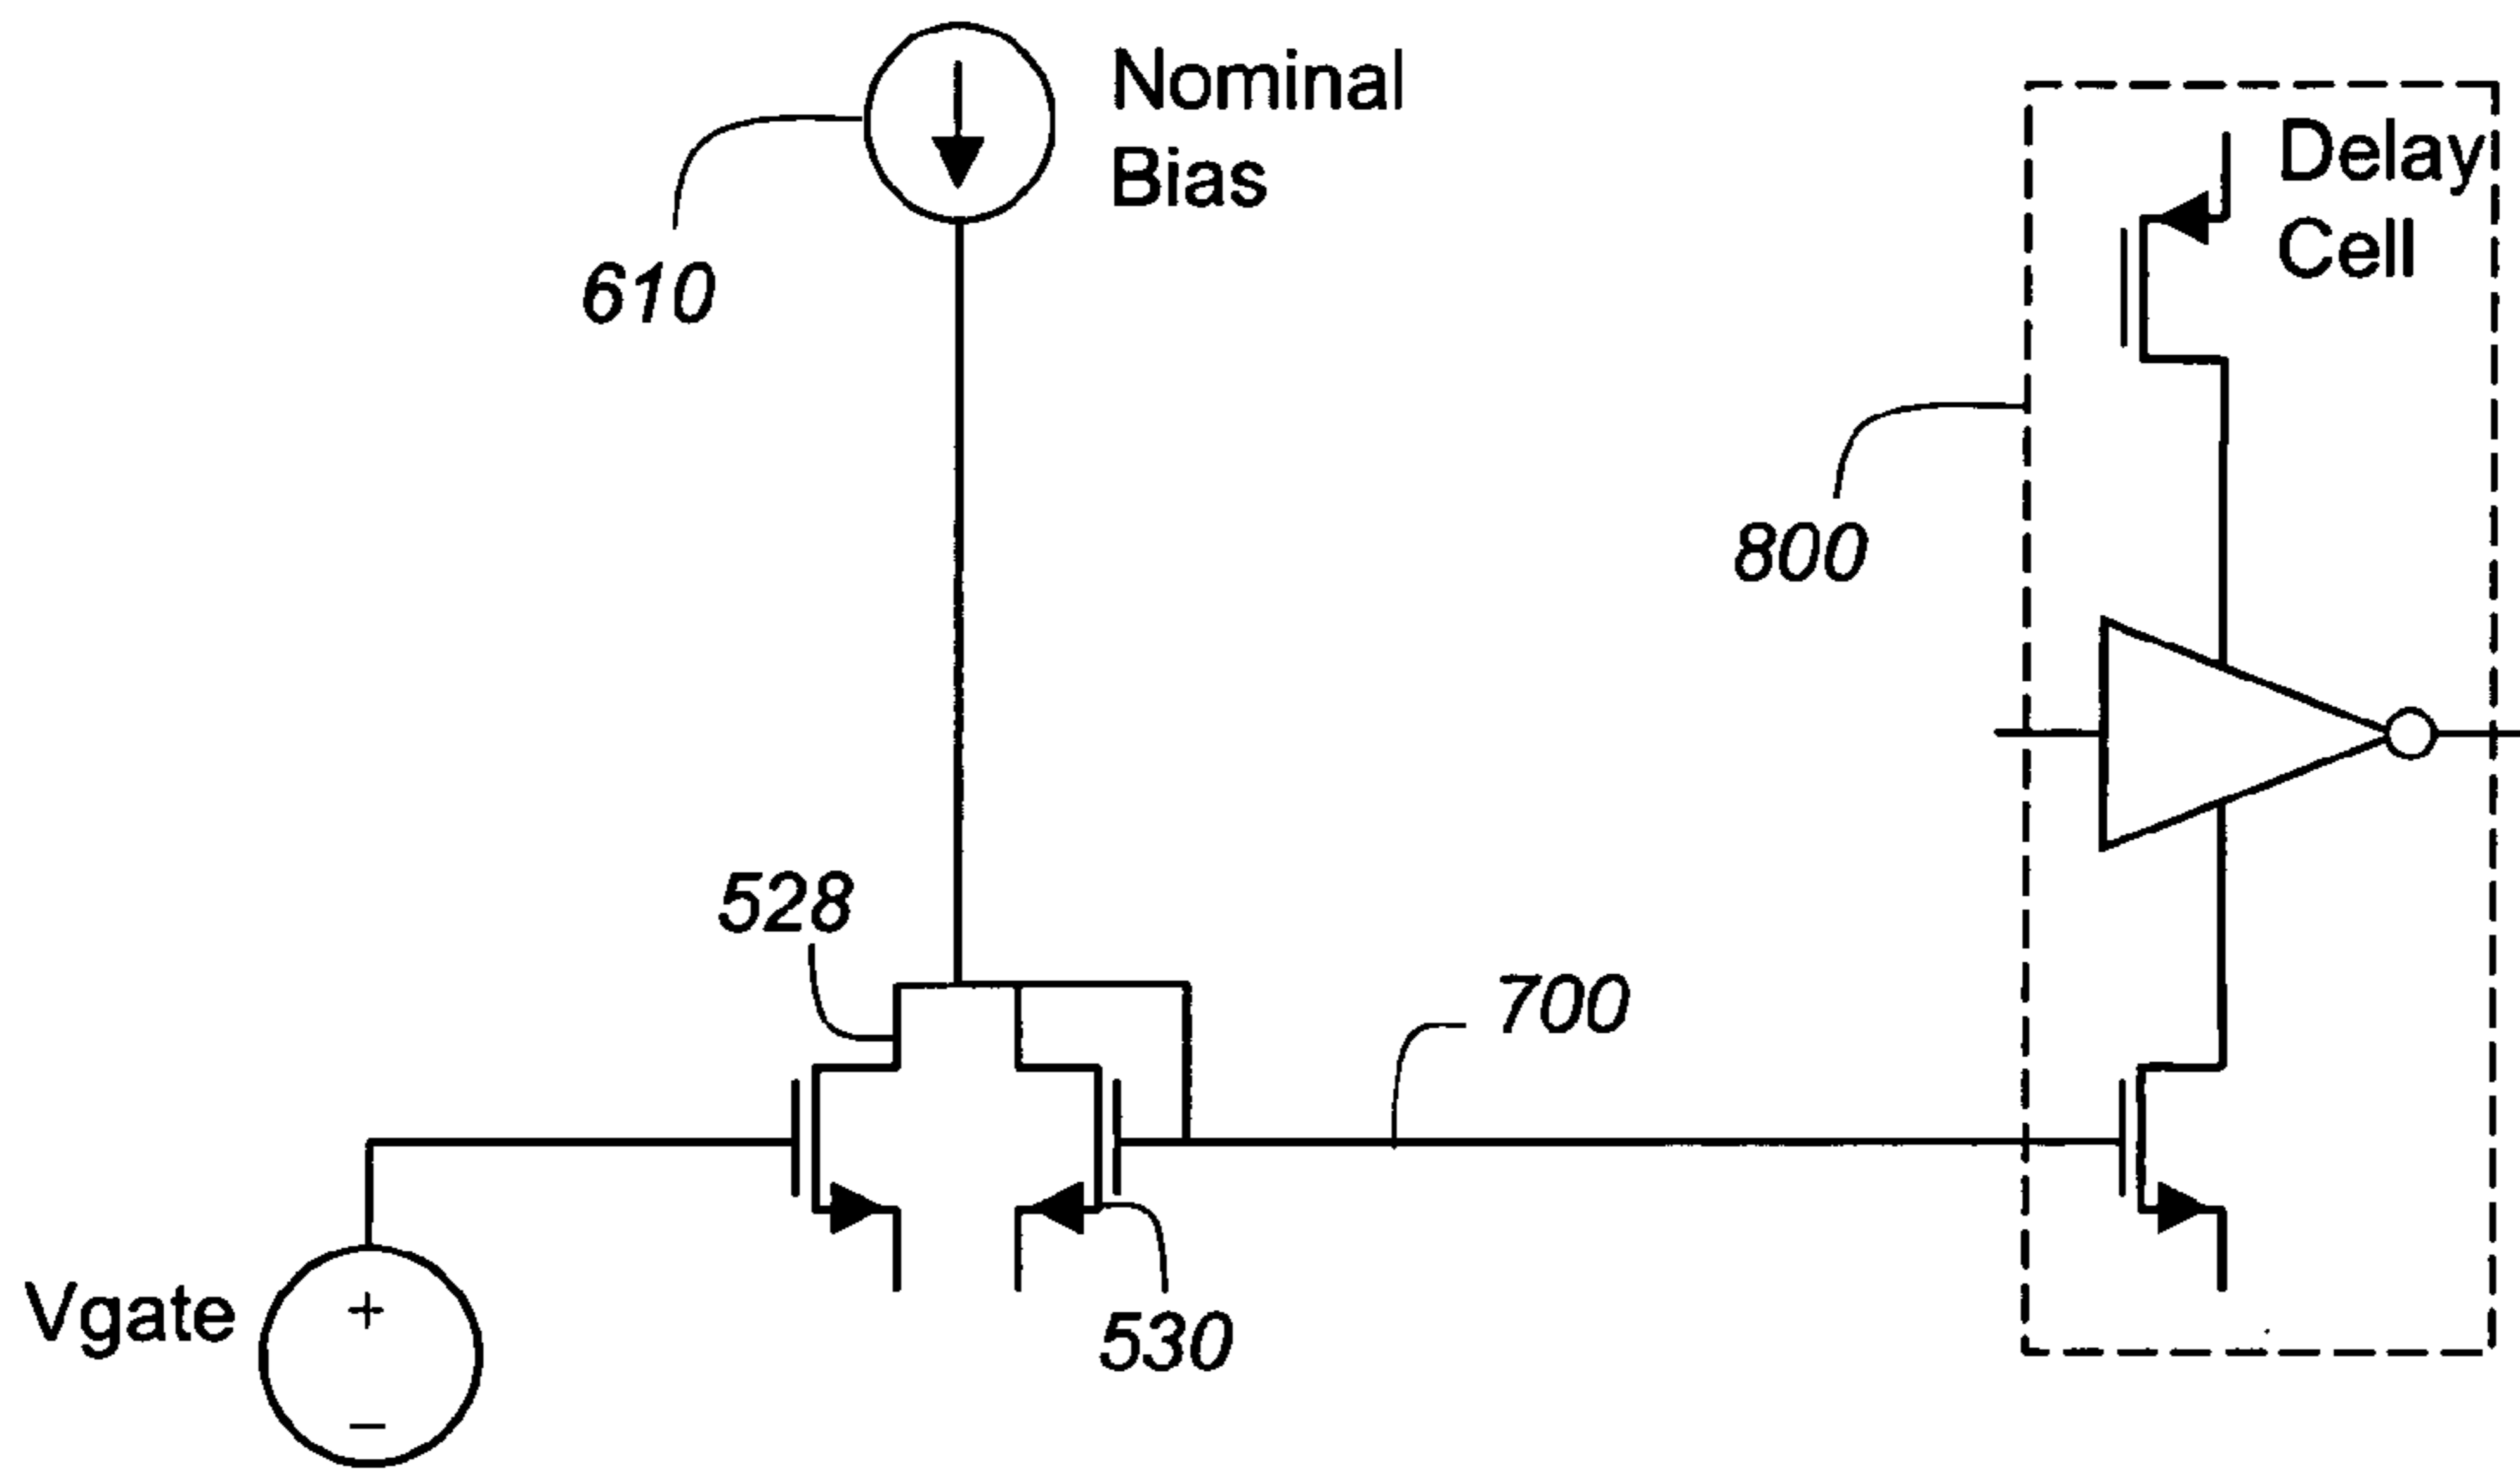 Nominal
Bias
610
Delay
Cell
800
528
700
Vgate
+
−
530